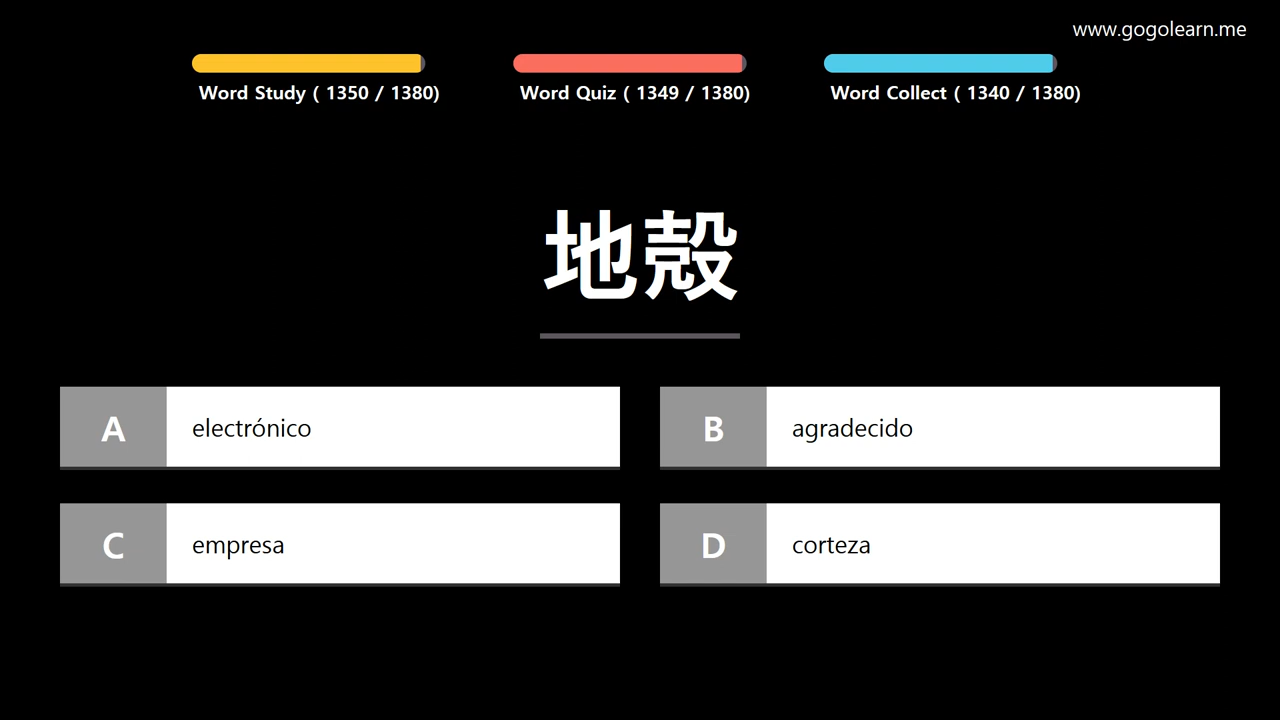 www.gogolearn.me
Word Study ( 1350 / 1380)
Word Quiz ( 1349 / 1380)
Word Collect ( 1340 / 1380)
地殻
A electrónico
B agradecido
C empresa
D corteza